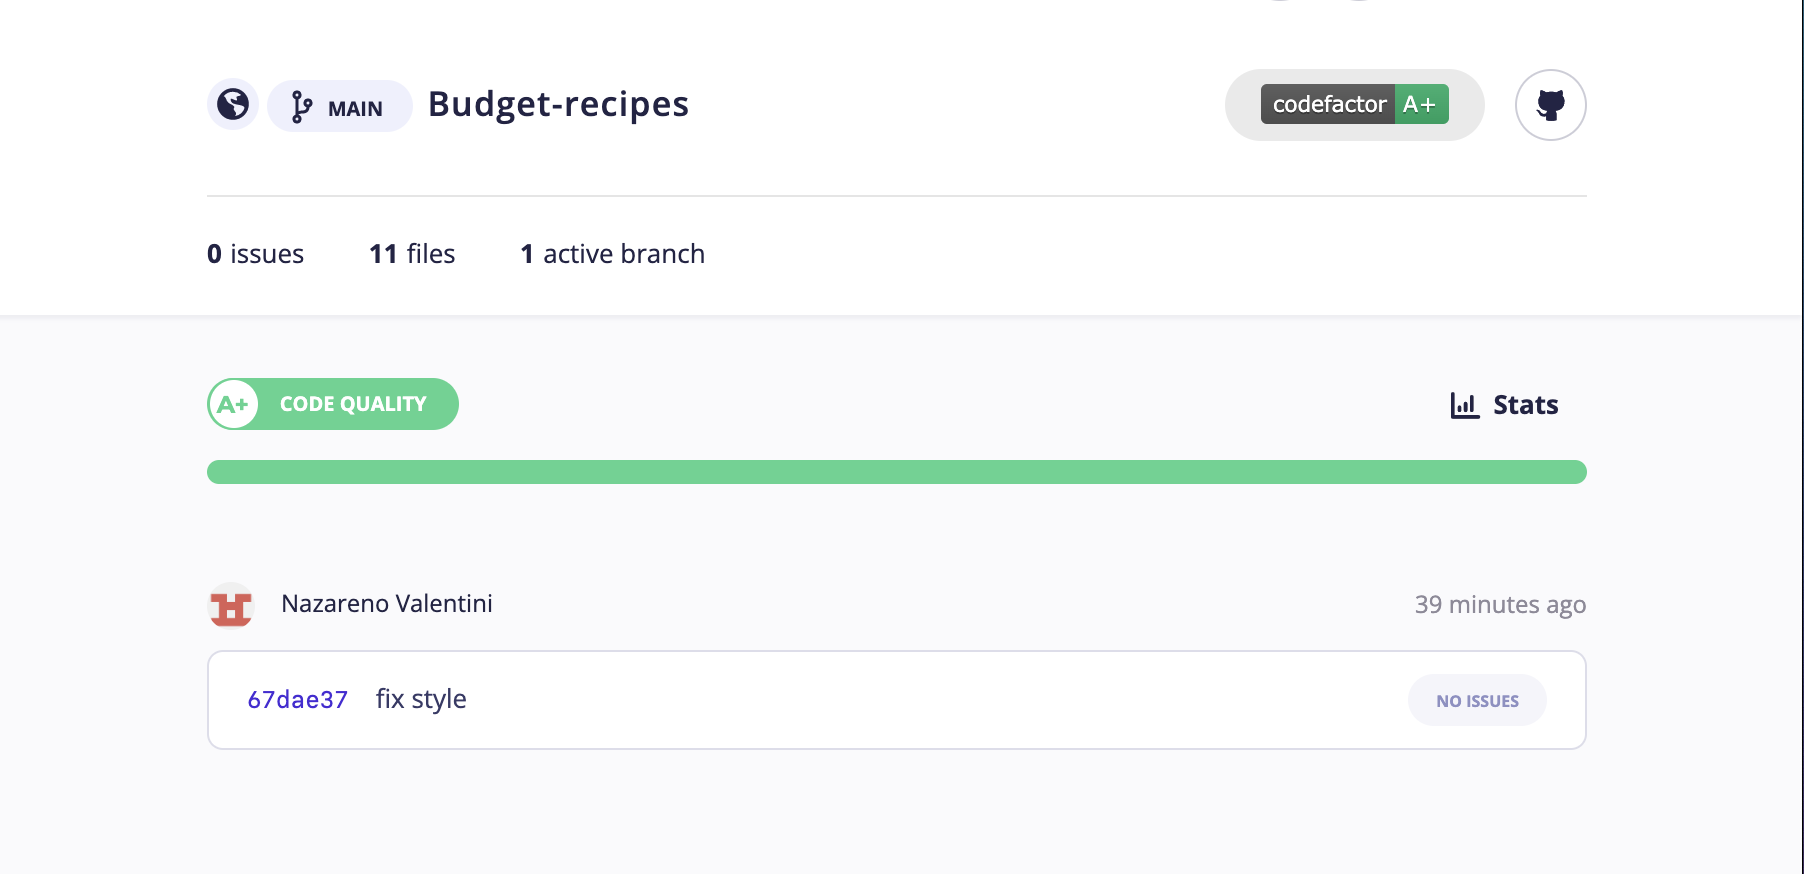 MAIN Budget-recipes codefactor A+
0 issues 11 files 1 active branch
A+ CODE QUALITY Stats
Nazareno Valentini 39 minutes ago
67dae37 fix style NO ISSUES